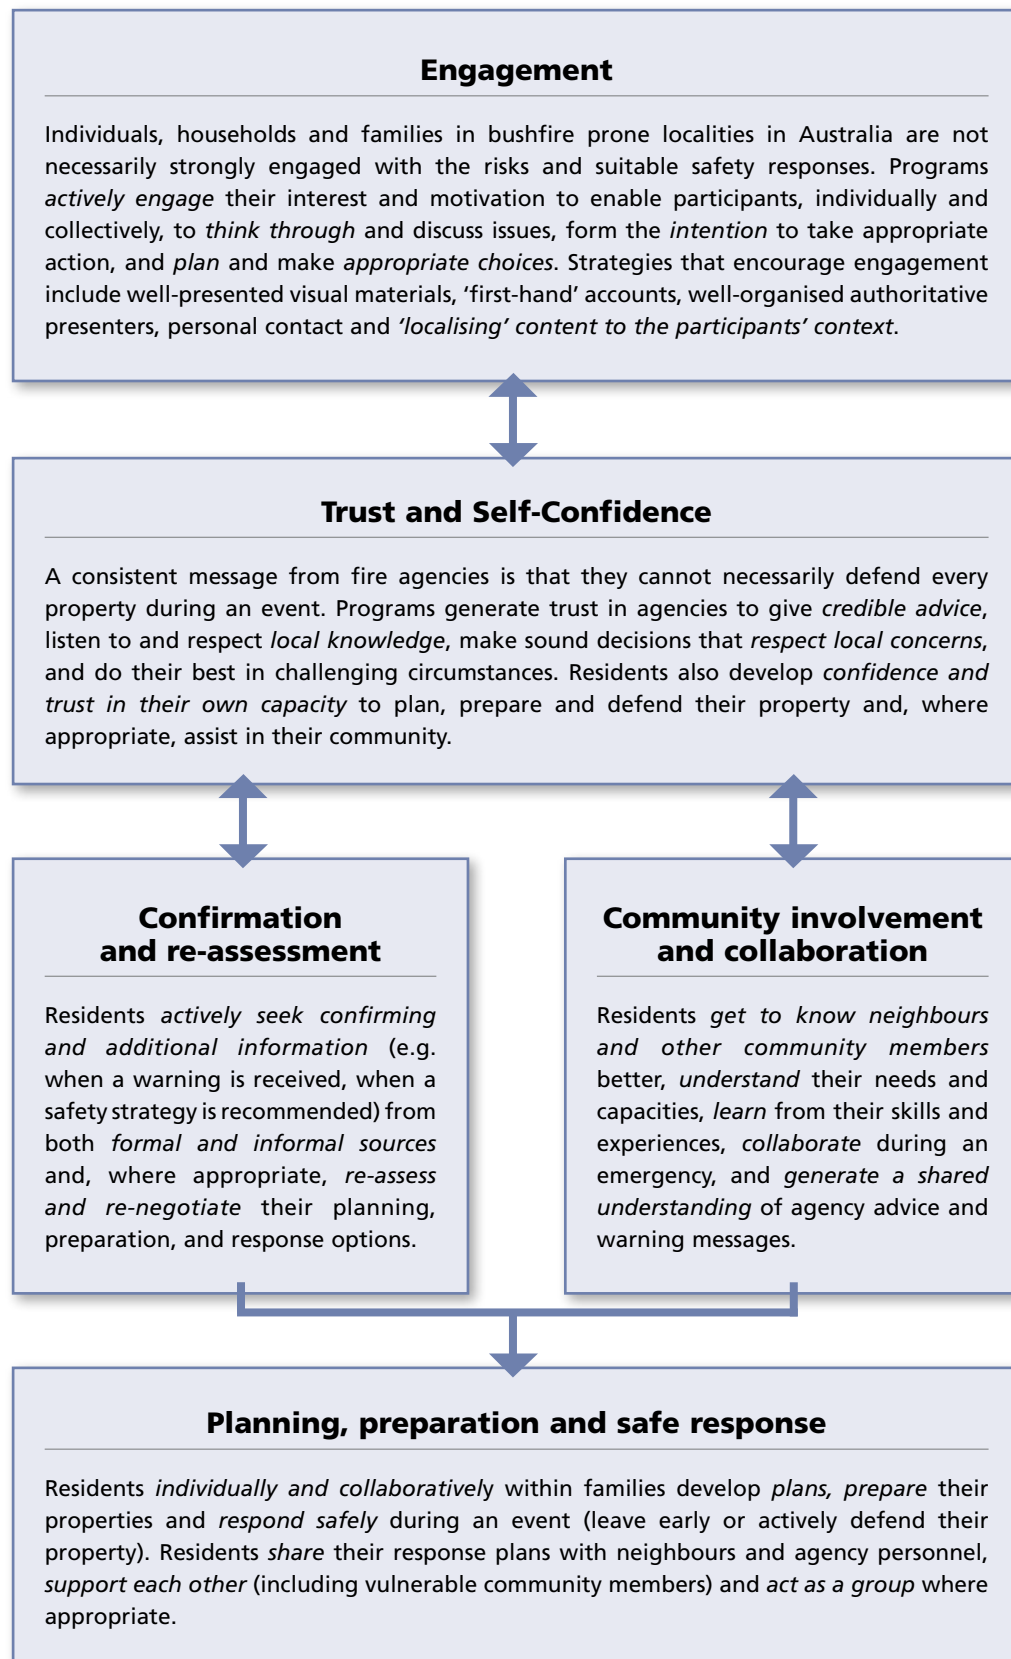 Engagement
Individuals, households and families in bushfire prone localities in Australia are not
necessarily strongly engaged with the risks and suitable safety responses. Programs
actively engage their interest and motivation to enable participants, individually and
collectively, to think through and discuss issues, form the intention to take appropriate
action, and plan and make appropriate choices. Strategies that encourage engagement
include well-presented visual materials, ‘first-hand’ accounts, well-organised authoritative
presenters, personal contact and ‘localising’ content to the participants’ context.
Trust and Self-Confidence
A consistent message from fire agencies is that they cannot necessarily defend every
property during an event. Programs generate trust in agencies to give credible advice,
listen to and respect local knowledge, make sound decisions that respect local concerns,
and do their best in challenging circumstances. Residents also develop confidence and
trust in their own capacity to plan, prepare and defend their property and, where
appropriate, assist in their community.
Confirmation
and re-assessment
Residents actively seek confirming
and additional information (e.g.
when a warning is received, when a
safety strategy is recommended) from
both formal and informal sources
and, where appropriate, re-assess
and re-negotiate their planning,
preparation, and response options.
Community involvement
and collaboration
Residents get to know neighbours
and other community members
better, understand their needs and
capacities, learn from their skills and
experiences, collaborate during an
emergency, and generate a shared
understanding of agency advice and
warning messages.
Planning, preparation and safe response
Residents individually and collaboratively within families develop plans, prepare their
properties and respond safely during an event (leave early or actively defend their
property). Residents share their response plans with neighbours and agency personnel,
support each other (including vulnerable community members) and act as a group where
appropriate.